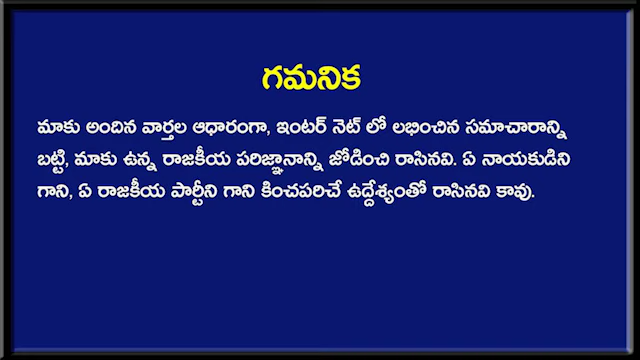 గమనిక
మాకు అందిన వార్తల ఆధారంగా, ఇంటర్ నెట్ లో లభించిన సమాచారాన్ని
బట్టి, మాకు ఉన్న రాజకీయ పరిజ్ఞానాన్ని జోడించి రాసినవి. ఏ నాయకుడిని
గాని, ఏ రాజకీయ పార్టీని గాని కించపరిచే ఉద్దేశ్యంతో రాసినవి కావు.